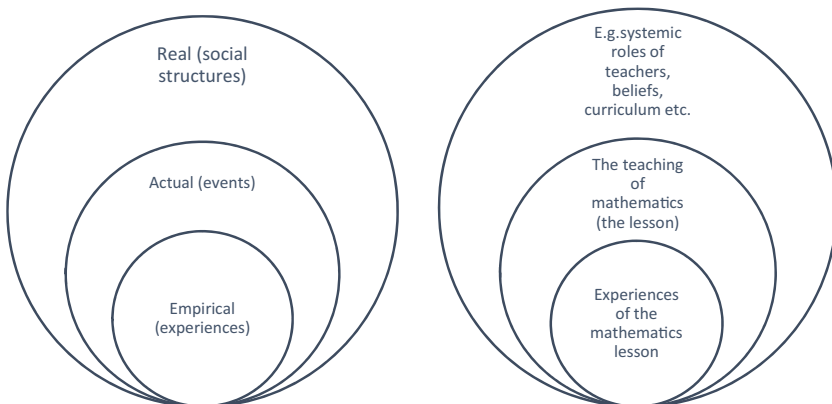 Real (social
structures)
Actual (events)
Empirical
(experiences)
E.g.systemic
roles of
teachers,
beliefs,
curriculum etc.
The teaching
of
mathematics
(the lesson)
Experiences
of the
mathematics
lesson